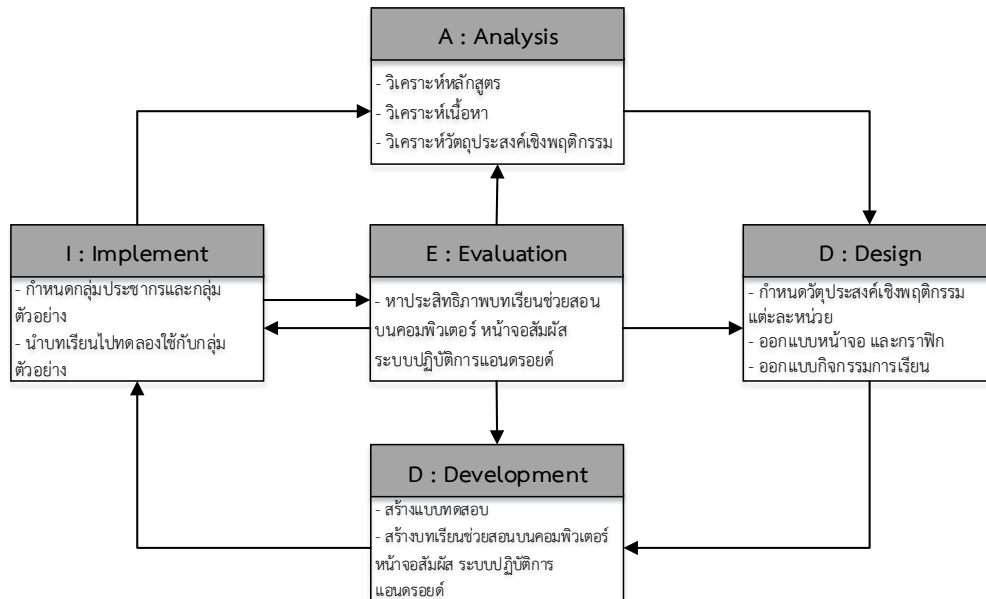 A : Analysis
- วิเคราะห์หลักสูตร
- วิเคราะห์เนื้อหา
- วิเคราะห์วัตถุประสงค์เชิงพฤติกรรม
I : Implement
- กำหนดกลุ่มประชากรและกลุ่ม
ตัวอย่าง
- นำบทเรียนไปทดลองใช้กับกลุ่ม
ตัวอย่าง
E : Evaluation
- หาประสิทธิภาพบทเรียนช่วยสอน
บนคอมพิวเตอร์ หน้าจอสัมผัส
ระบบปฏิบัติการแอนดรอยด์
D : Design
- กำหนดวัตุประสงค์เชิงพฤติกรรม
แต่ะละหน่วย
- ออกแบบหน้าจอ และกราฟิก
- ออกแบบกิจกรรมการเรียน
D : Development
- สร้างแบบทดสอบ
- สร้างบทเรียนช่วยสอนบนคอมพิวเตอร์
หน้าจอสัมผัส ระบบปฏิบัติการ
แอนดรอยด์